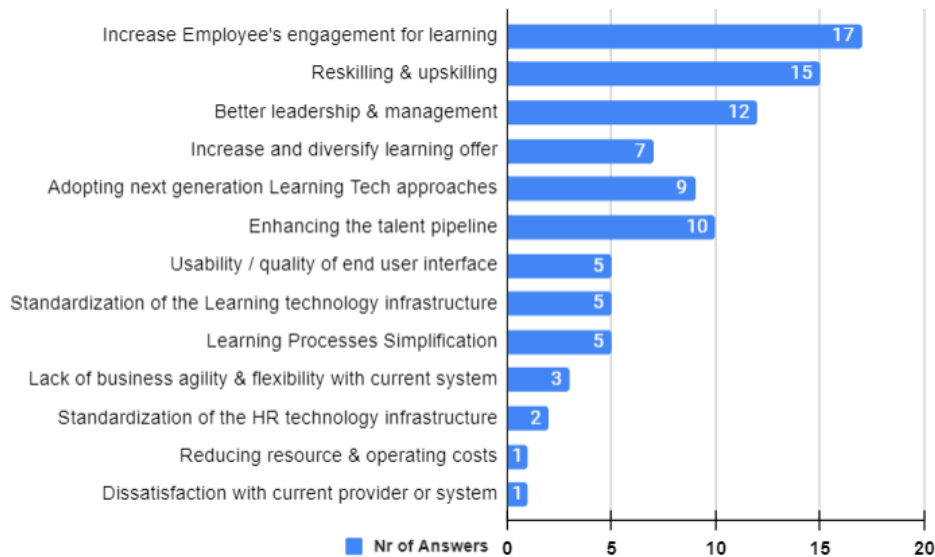 Increase Employee's engagement for learning 17
Reskilling & upskilling 15
Better leadership & management 12
Increase and diversify learning offer 7
Adopting next generation Learning Tech approaches 9
Enhancing the talent pipeline 10
Usability / quality of end user interface 5
Standardization of the Learning technology infrastructure 5
Learning Processes Simplification 5
Lack of business agility & flexibility with current system 3
Standardization of the HR technology infrastructure 2
Reducing resource & operating costs 1
Dissatisfaction with current provider or system 1
Nr of Answers 0 5 10 15 20